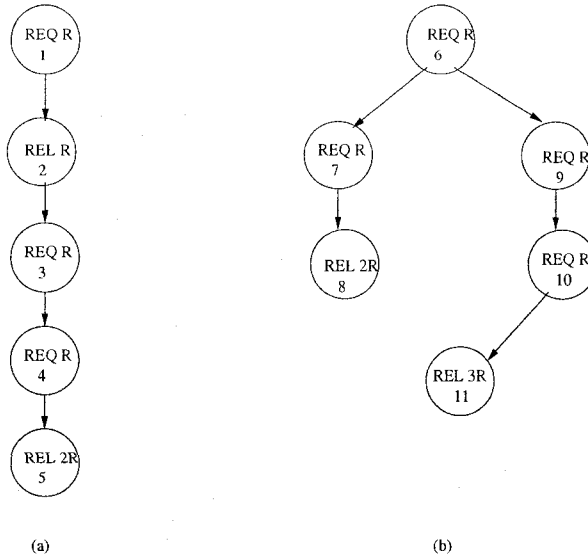 REQ R
1
REL R
2
REQ R
3
REQ R
4
REL 2R
5
(a)
REQ R
6
REQ R
7
REL 2R
8
REQ R
9
REQ R
10
REL 3R
11
(b)